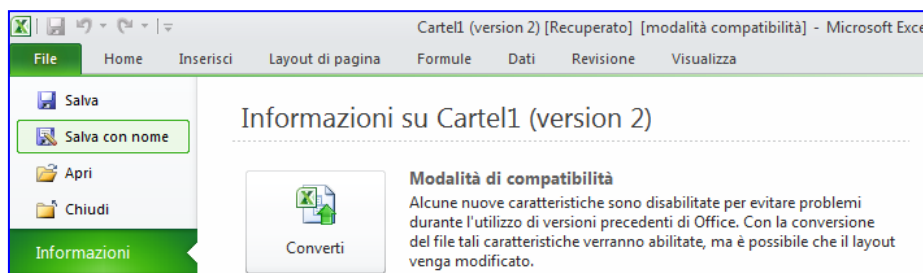 Cartel1 (version 2) [Recuperato] [modalità compatibilità] - Microsoft Exce
File Home Inserisci Layout di pagina Formule Dati Revisione Visualizza
Salva
Salva con nome
Apri
Chiudi
Informazioni
Informazioni su Cartel1 (version 2)
Converti
Modalità di compatibilità
Alcune nuove caratteristiche sono disabilitate per evitare problemi
durante l'utilizzo di versioni precedenti di Office. Con la conversione
del file tali caratteristiche verranno abilitate, ma è possibile che il layout
venga modificato.